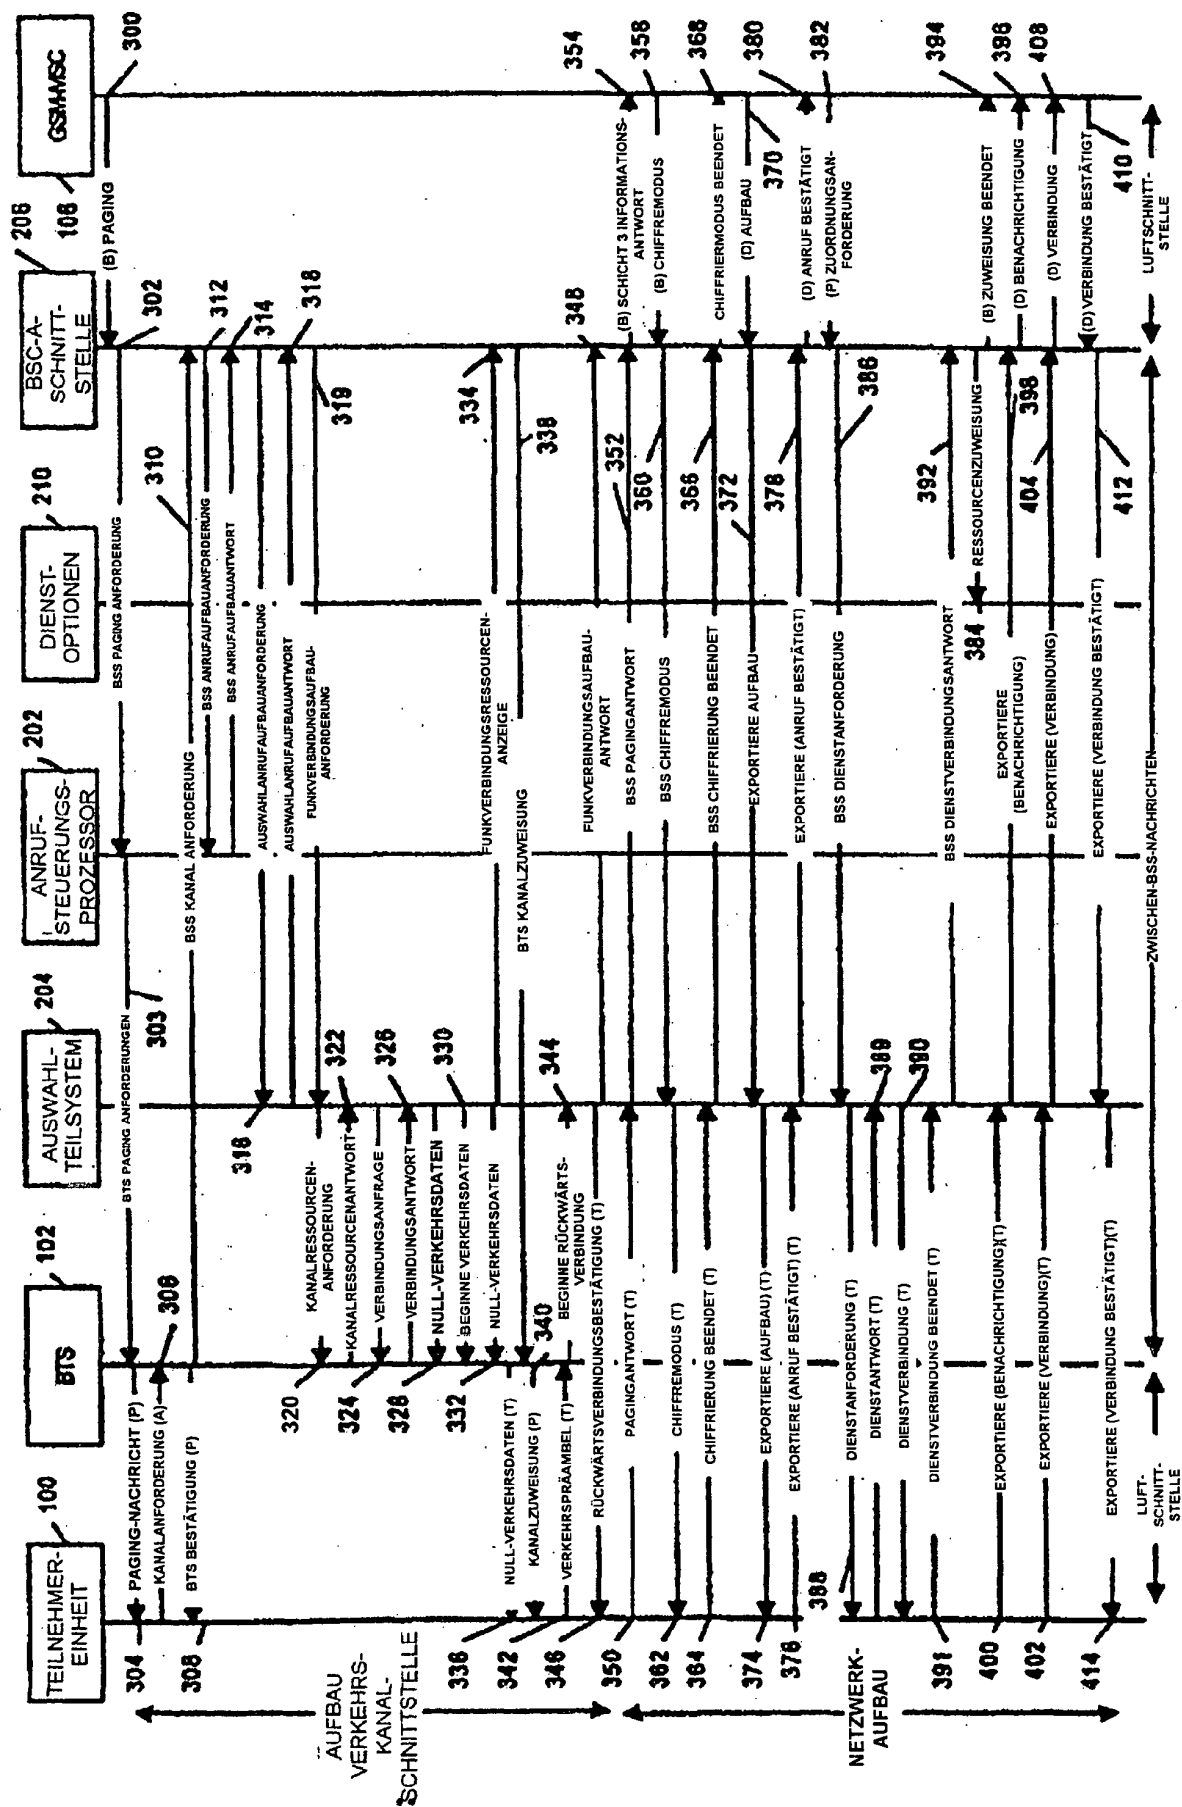 TEILNEHMER-
EINHEIT
100
BTS
102
AUSWAHL-
TEILSYSTEM
204
ANRUF-
STEUERUNGS-
PROZESSOR
202
DIENST-
OPTIONEN
210
BSC-A-
SCHNITT-
STELLE
206
GSM-MSC
106
300
(B) PAGING
302
BSS PAGING ANFORDERUNG
303
BTS PAGING ANFORDERUNGEN
304
PAGING-NACHRICHT (P)
306
KANALANFORDERUNG (A)
308
BTS BESTÄTIGUNG (P)
310
BSS KANAL ANFORDERUNG
312
BSS ANRUFAUFBAUANFORDERUNG
314
BSS ANRUFAUFBAUANTWORT
316
AUSWAHLANRUFAUFBAUANFORDERUNG
318
AUSWAHLANRUFAUFBAUANTWORT
319
FUNKVERBINDUNGSAUFBAU-
ANFORDERUNG
320
KANALRESSOURCEN-
ANFORDERUNG
322
KANALRESSOURCENANTWORT
324
VERBINDUNGSANFRAGE
326
VERBINDUNGSANTWORT
328
NULL-VERKEHRSDATEN
330
BEGINNE VERKEHRSDATEN
332
NULL-VERKEHRSDATEN
334
FUNKVERBINDUNGSRESSOURCEN-
ANZEIGE
336
NULL-VERKEHRSDATEN (T)
338
BTS KANALZUWEISUNG
340
KANALZUWEISUNG (P)
342
VERKEHRSPRÄAMBEL (T)
344
BEGINNE RÜCKWÄRTS-
VERBINDUNG
346
RÜCKWÄRTSVERBINDUNGSBESTÄTIGUNG (T)
348
FUNKVERBINDUNGSAUFBAU-
ANTWORT
350
PAGINGANTWORT (T)
352
BSS PAGINGANTWORT
354
(B) SCHICHT 3 INFORMATIONS-
ANTWORT
358
(B) CHIFFREMODUS
360
BSS CHIFFREMODUS
362
CHIFFREMODUS (T)
364
CHIFFRIERUNG BEENDET (T)
366
BSS CHIFFRIERUNG BEENDET
368
CHIFFRIERMODUS BEENDET
370
(D) AUFBAU
372
EXPORTIERE AUFBAU
374
EXPORTIERE (AUFBAU) (T)
376
EXPORTIERE (ANRUF BESTÄTIGT) (T)
378
EXPORTIERE (ANRUF BESTÄTIGT)
380
(D) ANRUF BESTÄTIGT
382
(P) ZUORDNUNGSAN-
FORDERUNG
386
BSS DIENSTANFORDERUNG
388
DIENSTANFORDERUNG (T)
389
DIENSTANTWORT (T)
390
DIENSTVERBINDUNG (T)
391
DIENSTVERBINDUNG BEENDET (T)
392
BSS DIENSTVERBINDUNGSANTWORT
384
RESSOURCENZUWEISUNG
394
(B) ZUWEISUNG BEENDET
396
(D) BENACHRICHTIGUNG
398
EXPORTIERE
(BENACHRICHTIGUNG)
400
EXPORTIERE (BENACHRICHTIGUNG)(T)
402
EXPORTIERE (VERBINDUNG)(T)
404
EXPORTIERE (VERBINDUNG)
408
(D) VERBINDUNG
410
(D) VERBINDUNG BESTÄTIGT
412
EXPORTIERE (VERBINDUNG BESTÄTIGT)
414
EXPORTIERE (VERBINDUNG BESTÄTIGT)(T)
LUFT-
SCHNITT-
STELLE
ZWISCHEN-BSS-NACHRICHTEN
LUFTSCHNITT-
STELLE
AUFBAU
VERKEHRS-
KANAL-
SCHNITTSTELLE
NETZWERK-
AUFBAU